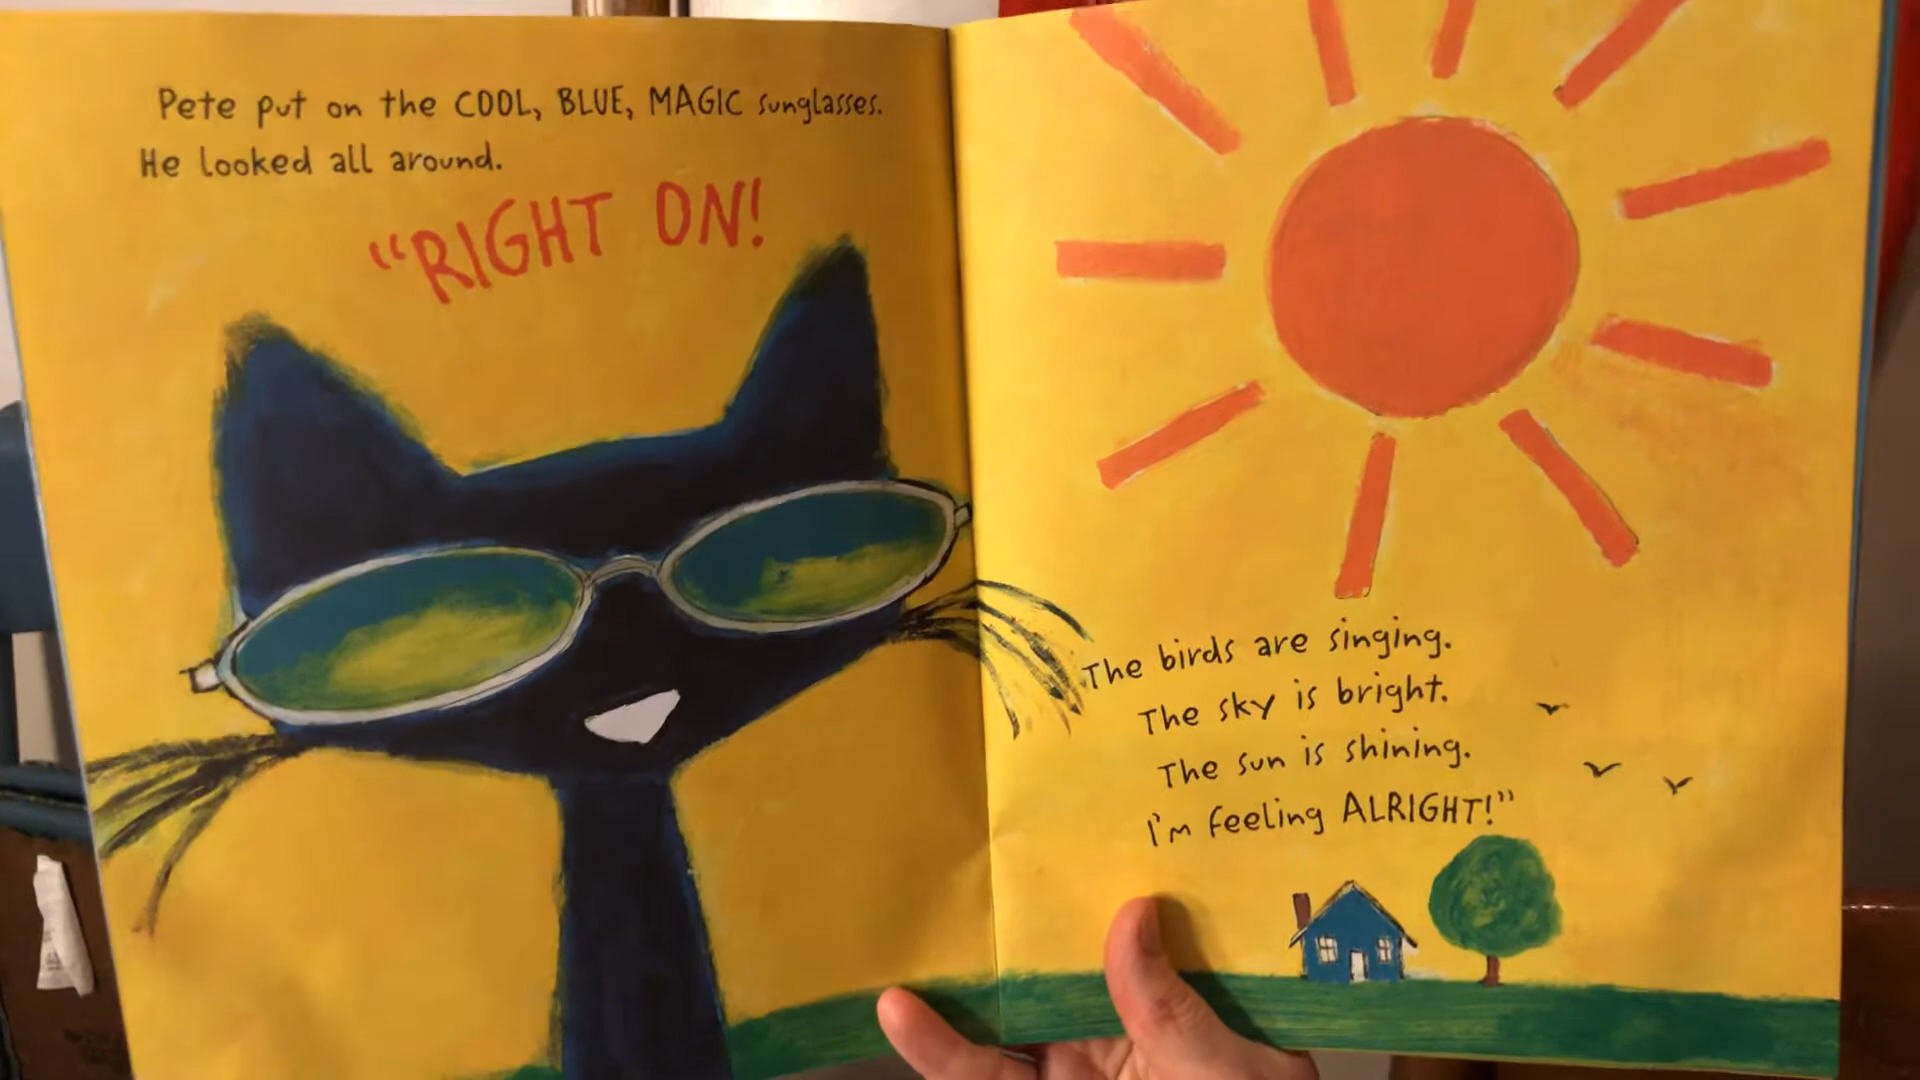 Pete put on the COOL, BLUE, MAGIC sunglasses.
He looked all around.
“RIGHT ON!
The birds are singing.
The sky is bright.
The sun is shining.
I'm feeling ALRIGHT!”